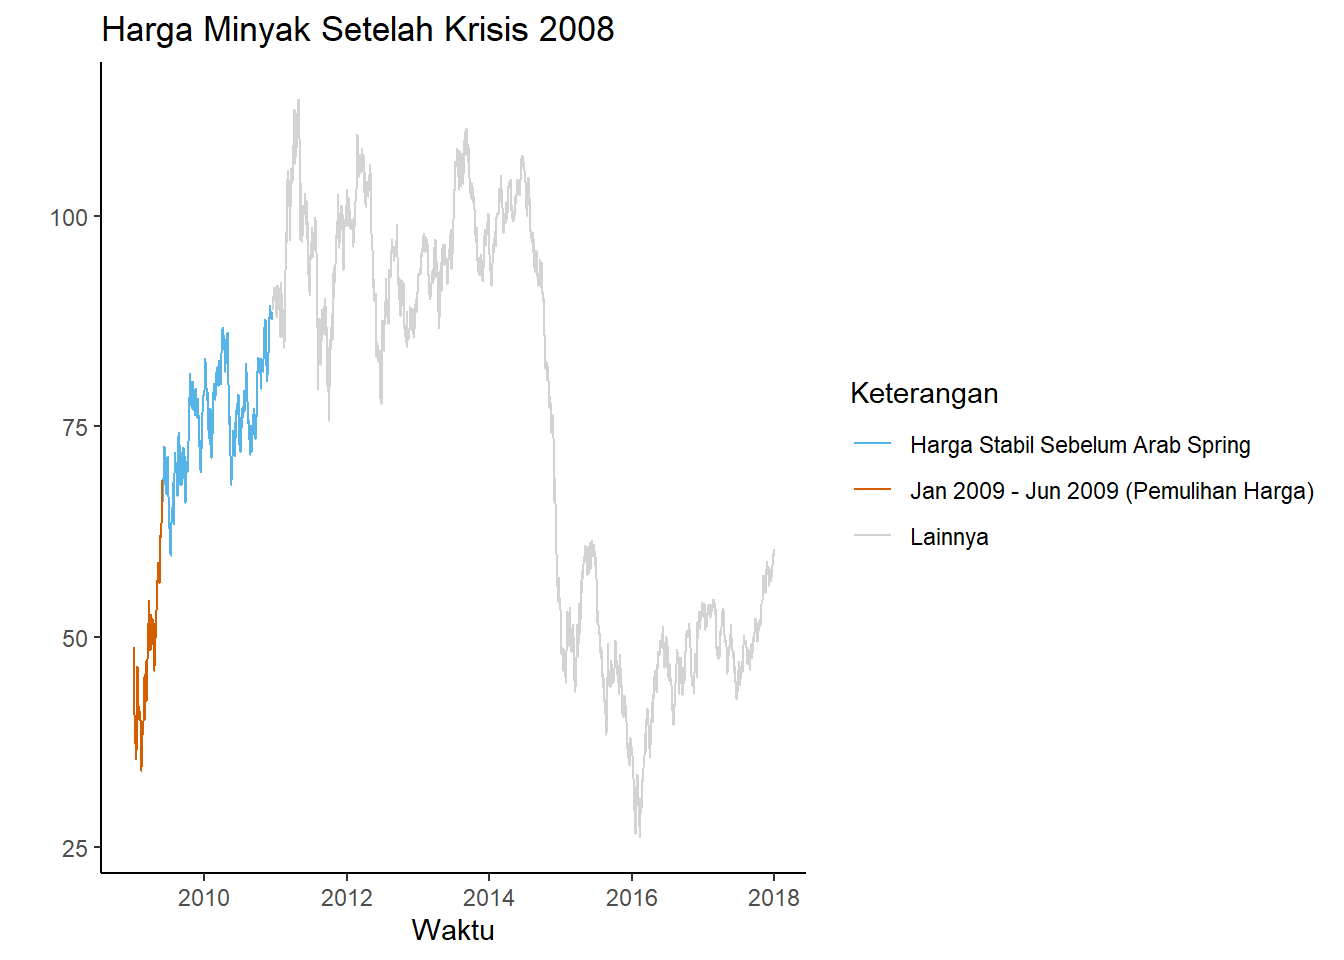 Harga Minyak Setelah Krisis 2008
100
75
50
25
2010 2012 2014 2016 2018
Waktu
Keterangan
Harga Stabil Sebelum Arab Spring
Jan 2009 - Jun 2009 (Pemulihan Harga)
Lainnya